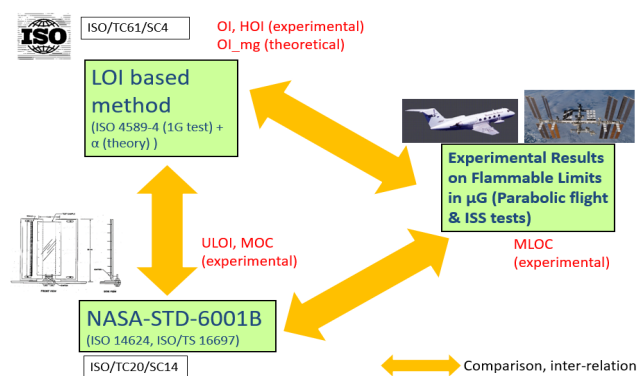 ISO
ISO/TC61/SC4
OI, HOI (experimental)
OI_mg (theoretical)
LOI based
method
(ISO 4589-4 (1G test) +
α (theory) )
Experimental Results
on Flammable Limits
in μG (Parabolic flight
& ISS tests)
ULOI, MOC
(experimental)
MLOC
(experimental)
NASA-STD-6001B
(ISO 14624, ISO/TS 16697)
ISO/TC20/SC14
Comparison, inter-relation